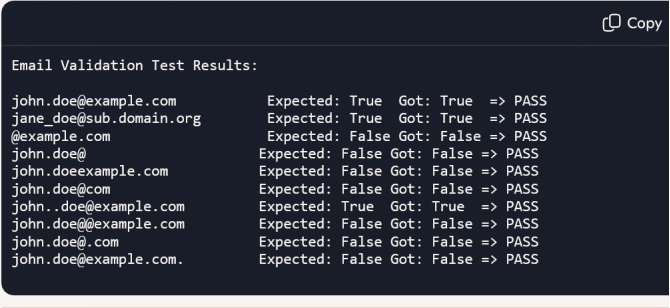 Copy
Email Validation Test Results:
john.doe@example.com Expected: True Got: True => PASS
jane_doe@sub.domain.org Expected: True Got: True => PASS
@example.com Expected: False Got: False => PASS
john.doe@ Expected: False Got: False => PASS
john.doeexample.com Expected: False Got: False => PASS
john.doe@com Expected: False Got: False => PASS
john..doe@example.com Expected: True Got: True => PASS
john.doe@@example.com Expected: False Got: False => PASS
john.doe@.com Expected: False Got: False => PASS
john.doe@example.com. Expected: False Got: False => PASS